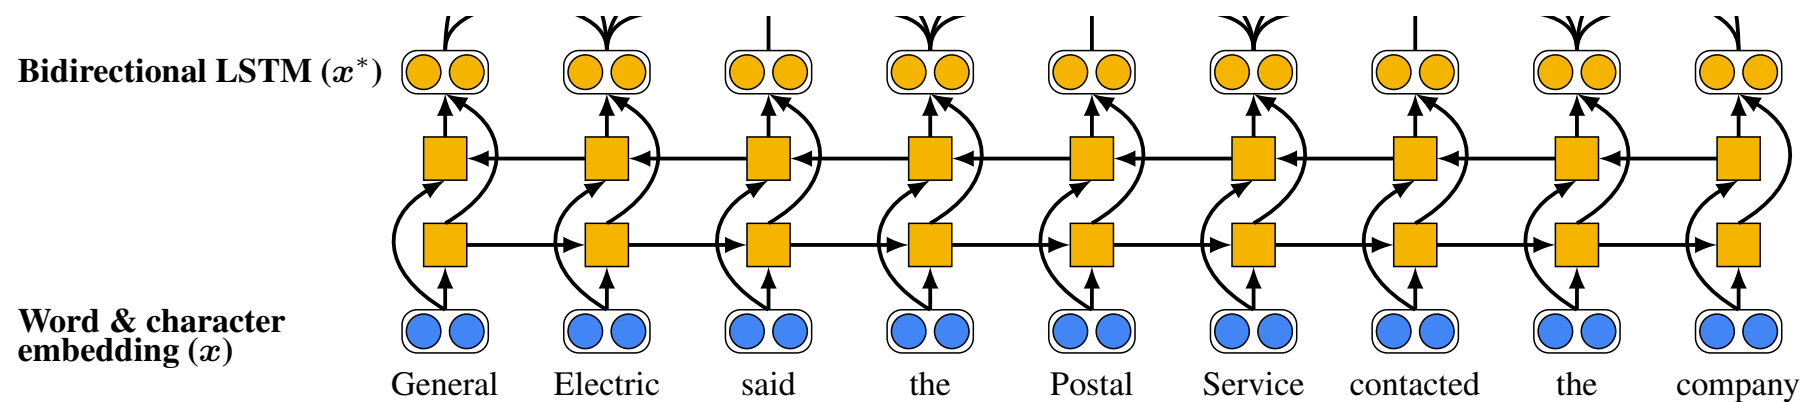 Bidirectional LSTM (x*)
Word & character
embedding (x)
General Electric said the Postal Service contacted the company